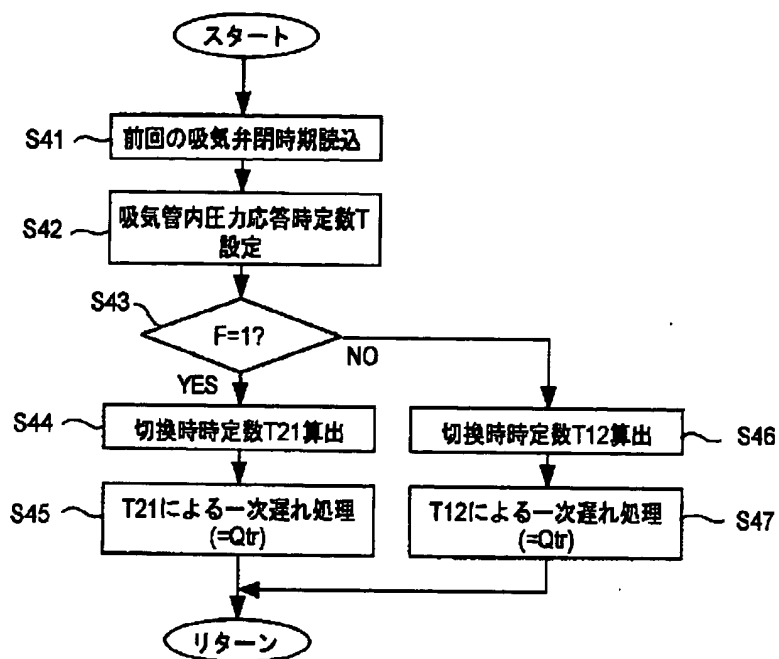 スタート
S41
前回の吸気弁閉時期読込
S42
吸気管内圧力応答時定数T
設定
S43
F=1?
NO
YES
S44
切換時時定数T21算出
切換時時定数T12算出
S46
S45
T21による一次遅れ処理
(=Qtr)
T12による一次遅れ処理
(=Qtr)
S47
リターン